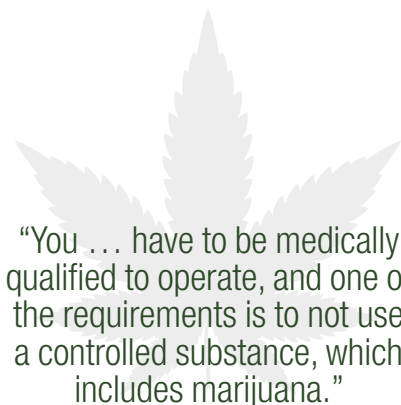 “You … have to be medically
qualified to operate, and one o
the requirements is to not use
a controlled substance, which
includes marijuana.”